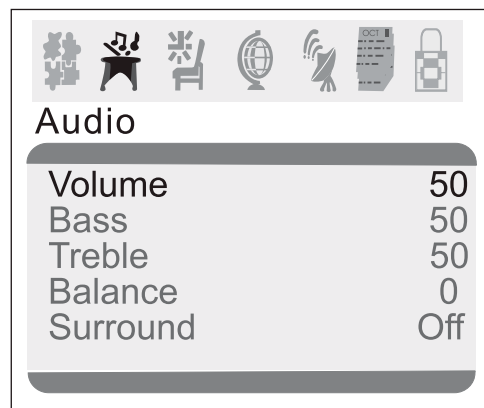 OCT
Audio
Volume 50
Bass 50
Treble 50
Balance 0
Surround Off